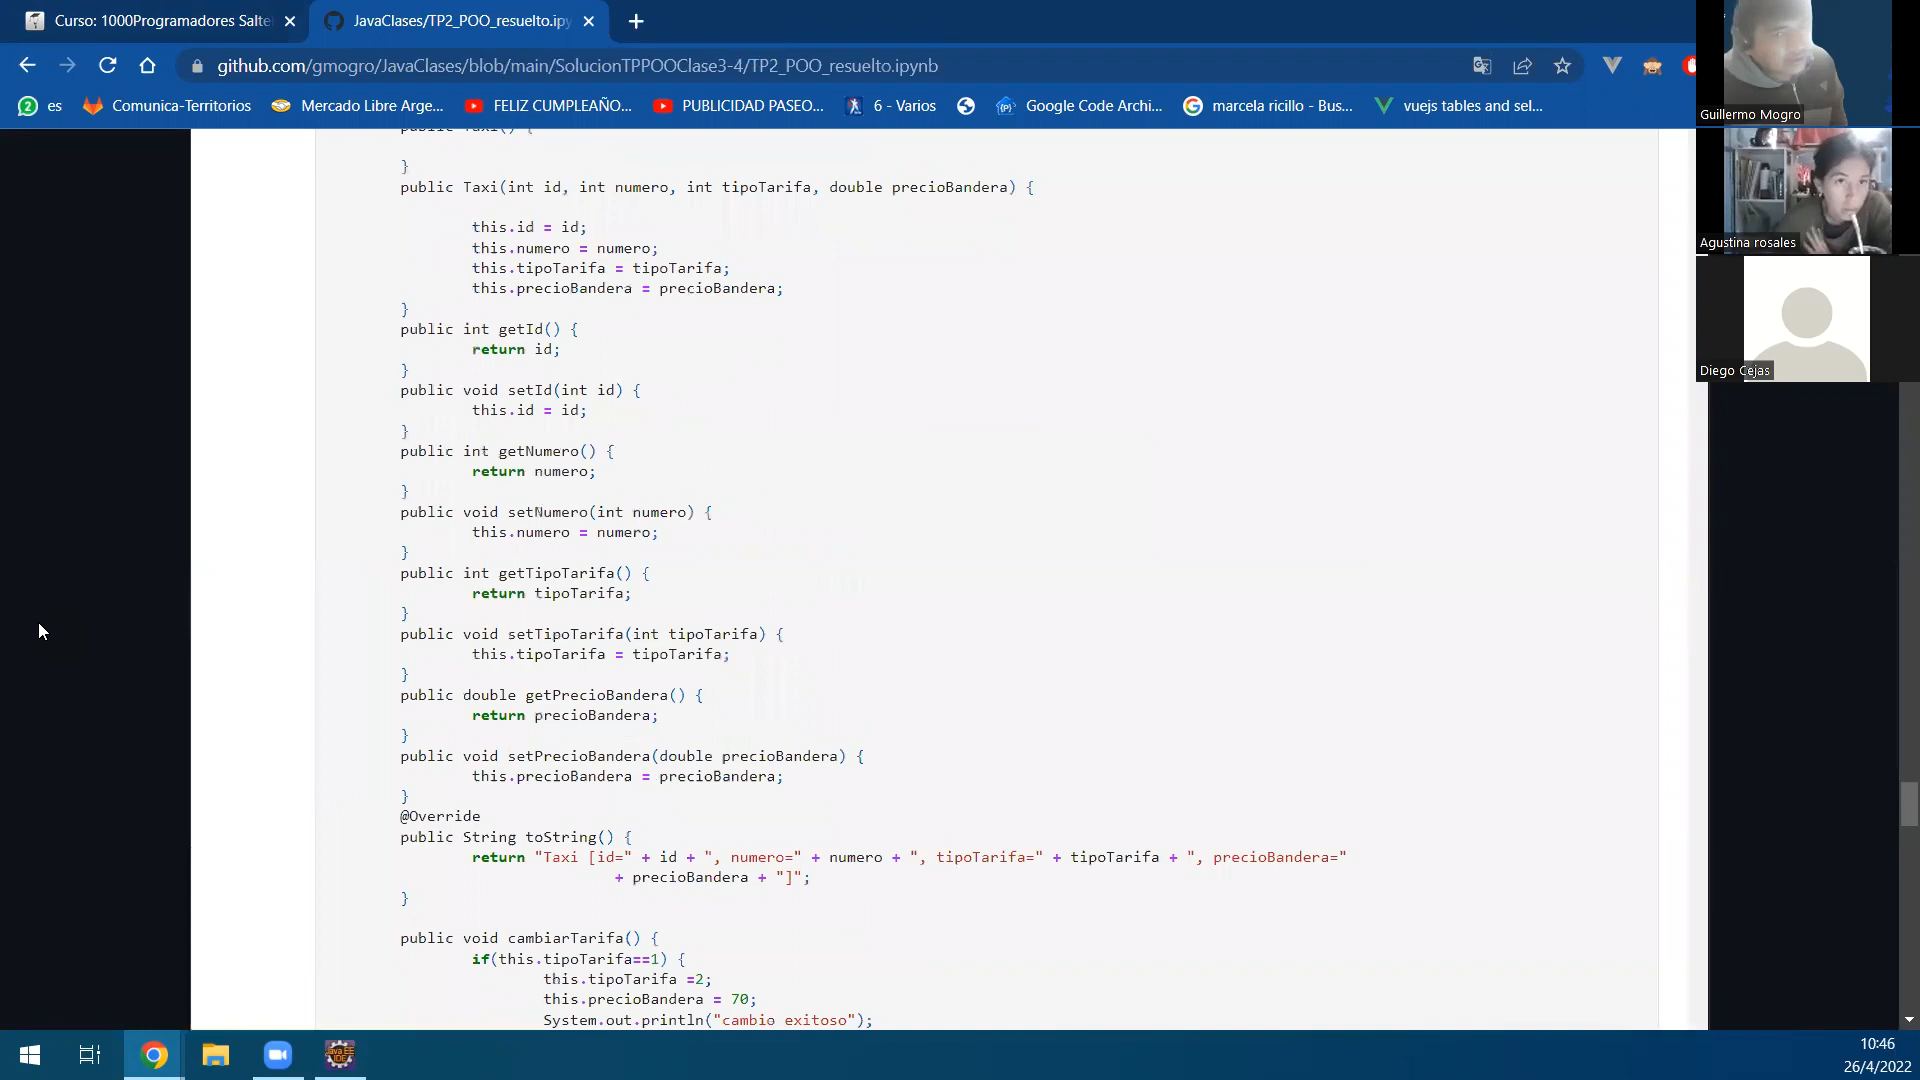 Curso: 1000Programadores Salte
JavaClases/TP2_POO_resuelto.ipy
github.com/gmogro/JavaClases/blob/main/SolucionTPPOOClase3-4/TP2_POO_resuelto.ipynb
2 es
Comunica-Territorios
Mercado Libre Arge...
FELIZ CUMPLEAÑO...
PUBLICIDAD PASEO...
6 - Varios
Google Code Archi...
marcela ricillo - Bus...
vuejs tables and sel...
public Taxi() {
}
public Taxi(int id, int numero, int tipoTarifa, double precioBandera) {
this.id = id;
this.numero = numero;
this.tipoTarifa = tipoTarifa;
this.precioBandera = precioBandera;
}
public int getId() {
return id;
}
public void setId(int id) {
this.id = id;
}
public int getNumero() {
return numero;
}
public void setNumero(int numero) {
this.numero = numero;
}
public int getTipoTarifa() {
return tipoTarifa;
}
public void setTipoTarifa(int tipoTarifa) {
this.tipoTarifa = tipoTarifa;
}
public double getPrecioBandera() {
return precioBandera;
}
public void setPrecioBandera(double precioBandera) {
this.precioBandera = precioBandera;
}
@Override
public String toString() {
return "Taxi [id=" + id + ", numero=" + numero + ", tipoTarifa=" + tipoTarifa + ", precioBandera="
+ precioBandera + "]";
}
public void cambiarTarifa() {
if(this.tipoTarifa==1) {
this.tipoTarifa =2;
this.precioBandera = 70;
System.out.println("cambio exitoso");
Guillermo Mogro
Agustina rosales
Diego Cejas
Java EE
IDE
10:46
26/4/2022